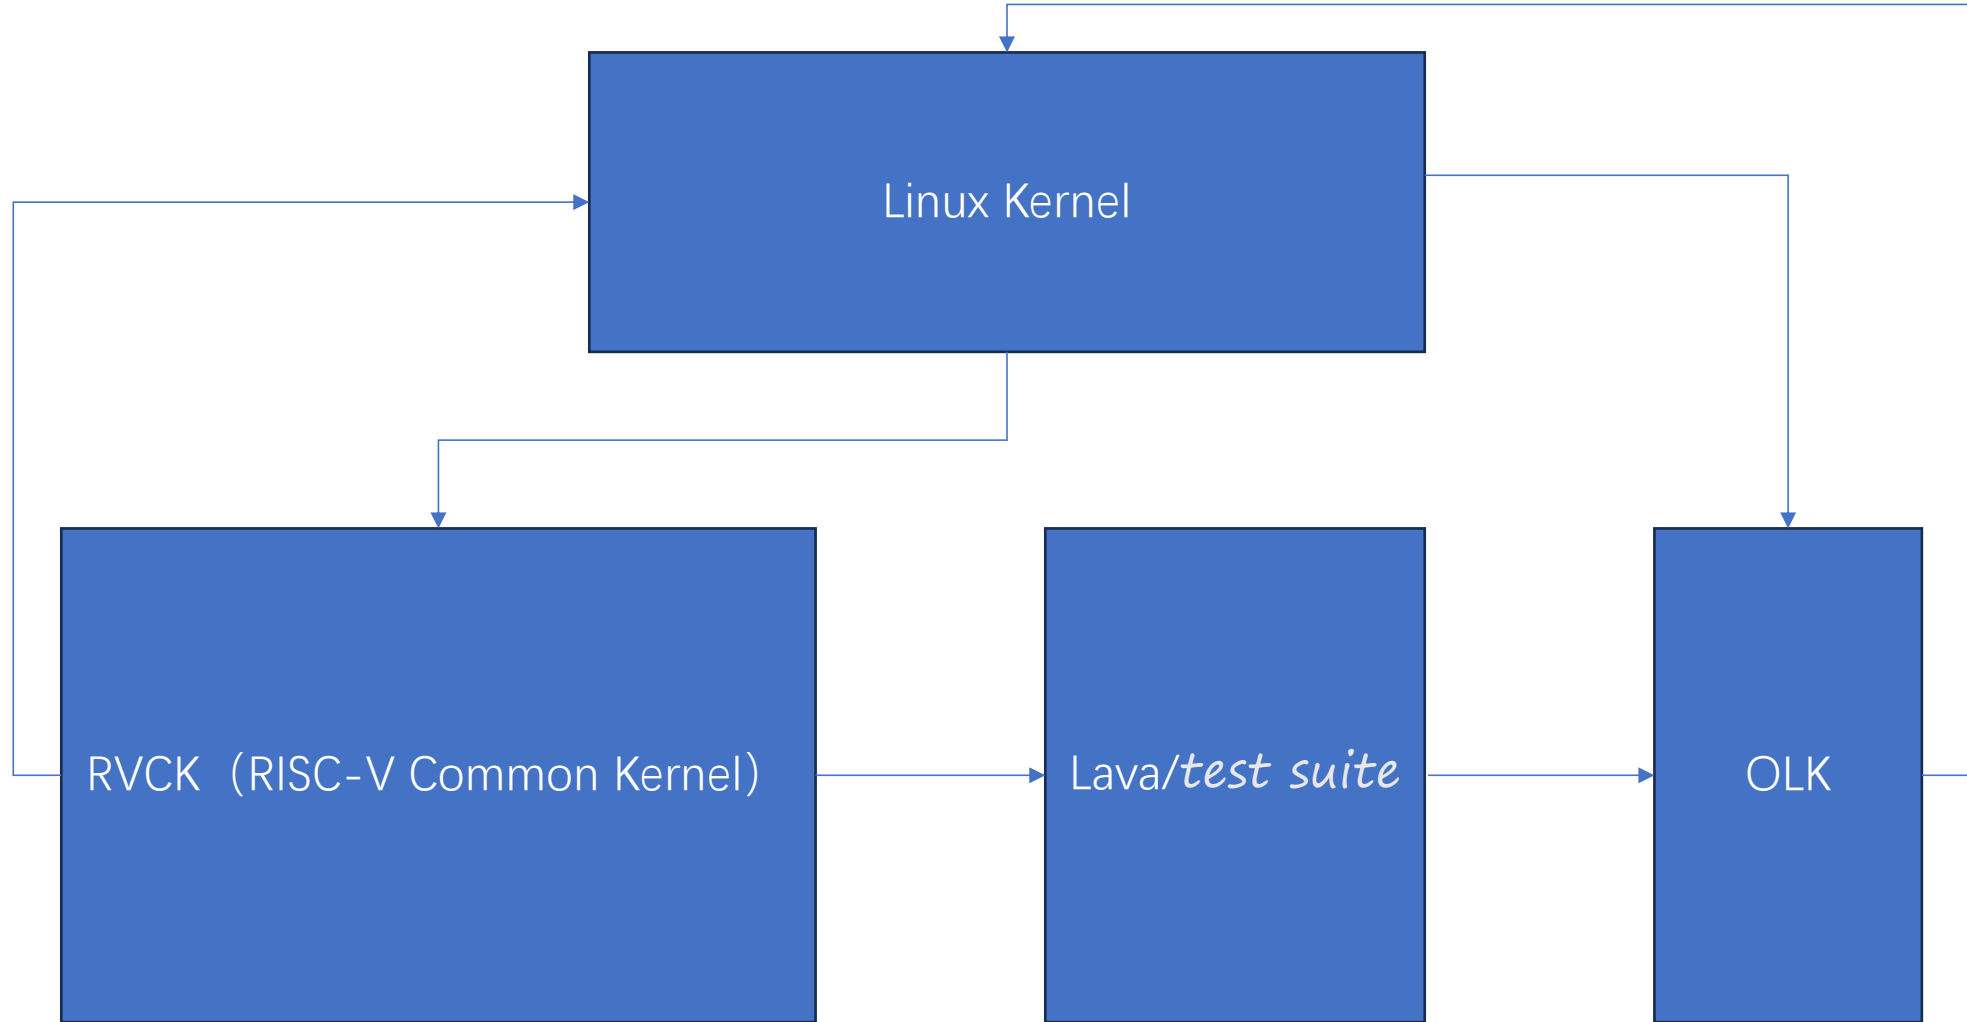 Linux Kernel
RVCK（RISC-V Common Kernel）
Lava/test suite
OLK